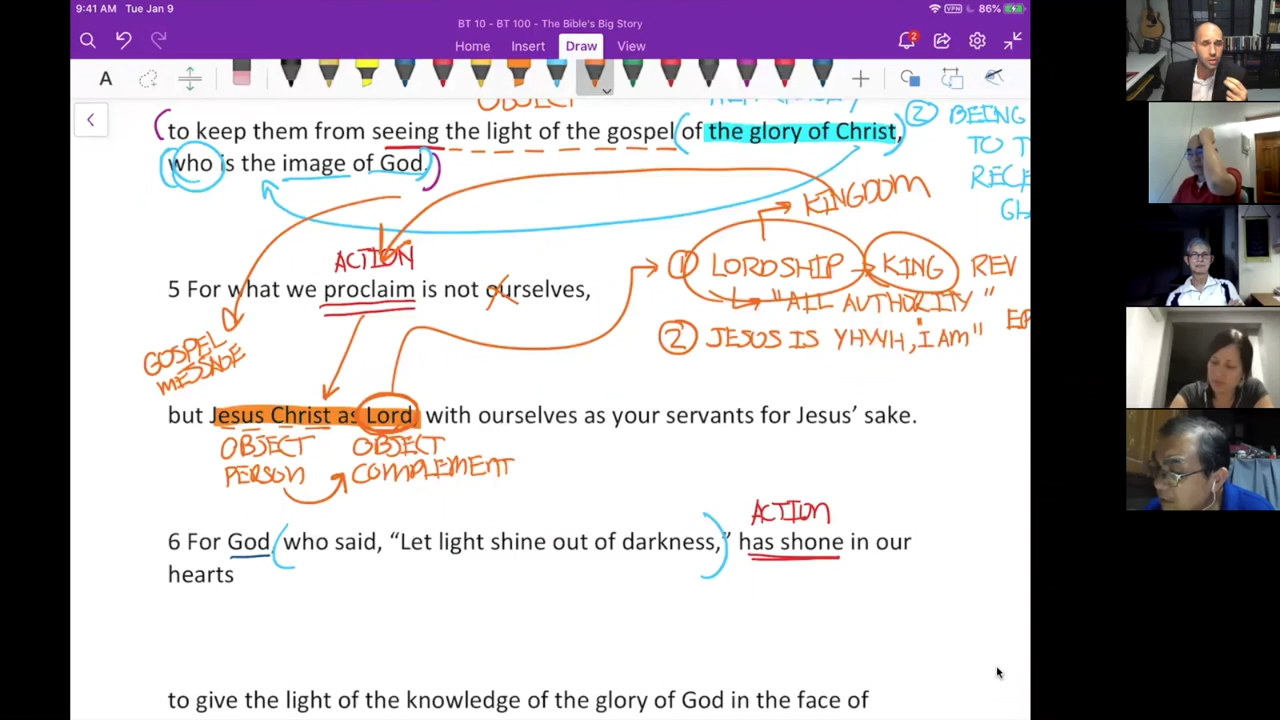 9:41 AM Tue Jan 9
VPN
86%
BT 10 - BT 100 - The Bible's Big Story
Home Insert Draw View
2
A
OBJECT
to keep them from seeing the light of the gospel of the glory of Christ,
who is the image of God.
② BEING
TO T
RECE
GL
KINGDOM
ACTION
① LORDSHIP → KING REV
"ALL AUTHORITY"
5 For what we proclaim is not ourselves,
② JESUS IS YHWH, "I AM"
GOSPEL
MESSAGE
but Jesus Christ as Lord, with ourselves as your servants for Jesus' sake.
OBJECT OBJECT
PERSON COMPLEMENT
ACTION
6 For God, who said, “Let light shine out of darkness,” has shone in our
hearts
to give the light of the knowledge of the glory of God in the face of